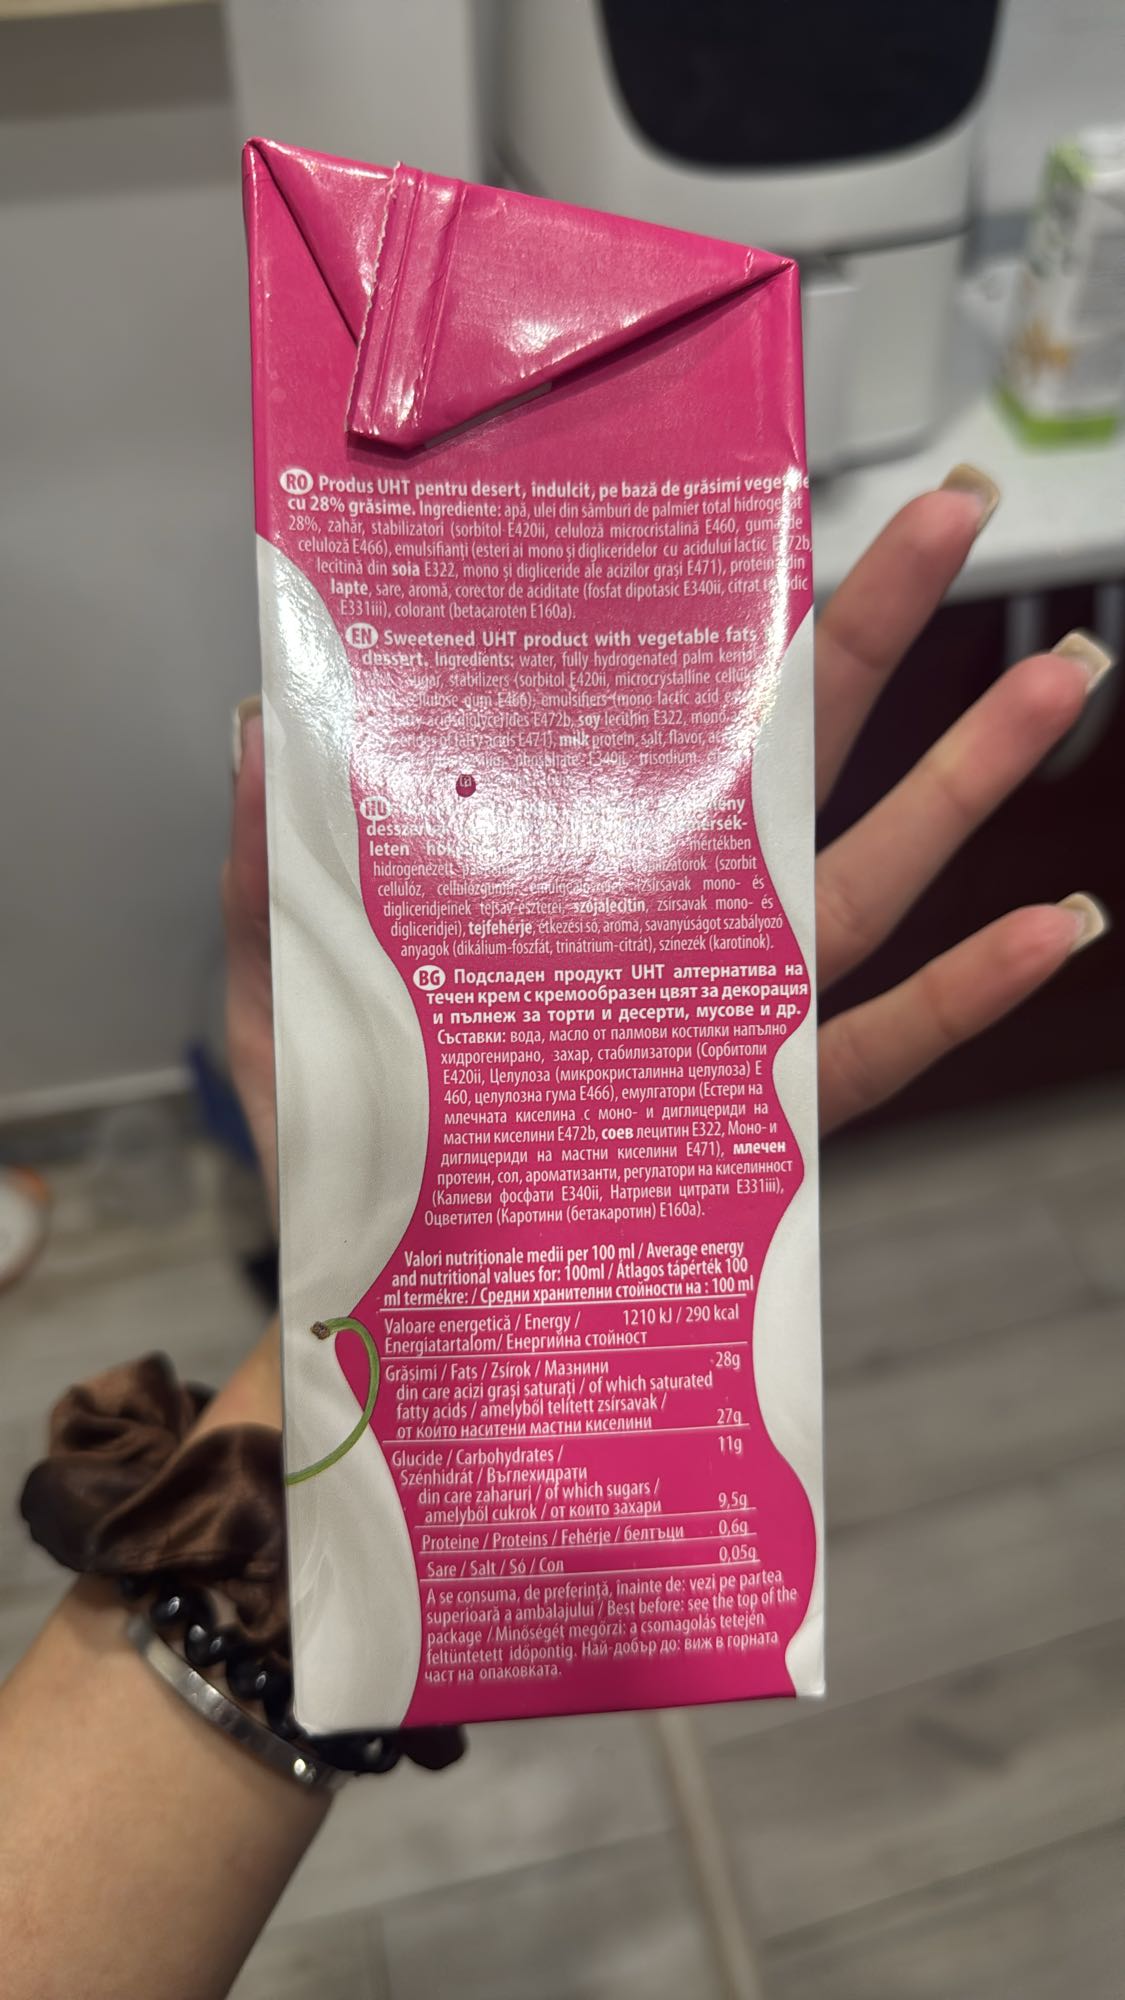 RO Produs UHT pentru desert, îndulcit, pe bază de grăsimi
cu 28% grăsime. Ingrediente: apă, ulei din sâmburi de palmier total
28%, zahăr, stabilizatori (sorbitol E420ii, celuloză microcristalină E460, gumă de
celuloză E466), emulsifianți (esteri ai mono și digliceridelor cu acidului lactic
lecitină din soia E322, mono și digliceride ale acizilor grași E471), proteină din
lapte, sare, aromă, corector de aciditate (fosfat dipotasic E340ii, citrat
E331iii), colorant (betacaroten E160a).
EN Sweetened UHT product with vegetable fats
dessert. Ingredients: water, fully hydrogenated palm
sugar, stabilizers (sorbitol E420ii, microcrystalline
gum E466), emulsifiers (mono lactic acid
E472b, soy lecithin E322, mono
acids E471), milk protein, salt, flavor,
phosphate E340ii, trisodium
HU
leten
mértékben
hidrogénezett (szorbit
cellulóz, zsírsavak mono- és
digliceridjeinek tejsav-észterei, szójalecitin, zsírsavak mono- és
digliceridjei), tejfehérje, étkezési só, aroma, savanyúságot szabályozó
anyagok (dikálium-foszfát, trinátrium-citrát), színezék (karotinok).
BG Подсладен продукт UHT алтернатива на
течен крем с кремообразен цвят за декорация
и пълнеж за торти и десерти, мусове и др.
Съставки: вода, масло от палмови костилки напълно
хидрогенирано, захар, стабилизатори (Сорбитоли
E420ii, Целулоза (микрокристалинна целулоза) E
460, целулозна гума E466), емулгатори (Естери на
млечната киселина с моно- и диглицериди на
мастни киселини E472b, соев лецитин E322, Моно- и
диглицериди на мастни киселини E471), млечен
протеин, сол, ароматизанти, регулатори на киселинност
(Калиеви фосфати E340ii, Натриеви цитрати E331iii),
Оцветител (Каротини (бетакаротин) E160a).
Valori nutriționale medii per 100 ml / Average energy
and nutritional values for: 100ml / Átlagos tápérték 100
ml termékre: / Средни хранителни стойности на : 100 ml
Valoare energetică / Energy / 1210 kJ / 290 kcal
Energiatartalom/ Енергийна стойност
Grăsimi / Fats / Zsírok / Мазнини 28g
din care acizi grași saturați / of which saturated
fatty acids / amelyből telített zsírsavak /
от които наситени мастни киселини 27g
Glucide / Carbohydrates / 11g
Szénhidrát / Въглехидрати
din care zaharuri / of which sugars /
amelyből cukrok / от които захари 9,5g
Proteine / Proteins / Fehérje / белтъци 0,6g
Sare / Salt / Só / Сол 0,05g
A se consuma, de preferință, înainte de: vezi pe partea
superioară a ambalajului / Best before: see the top of the
package / Minőségét megőrzi: a csomagolás tetején
feltüntetett időpontig. Най-добър до: виж в горната
част на опаковката.